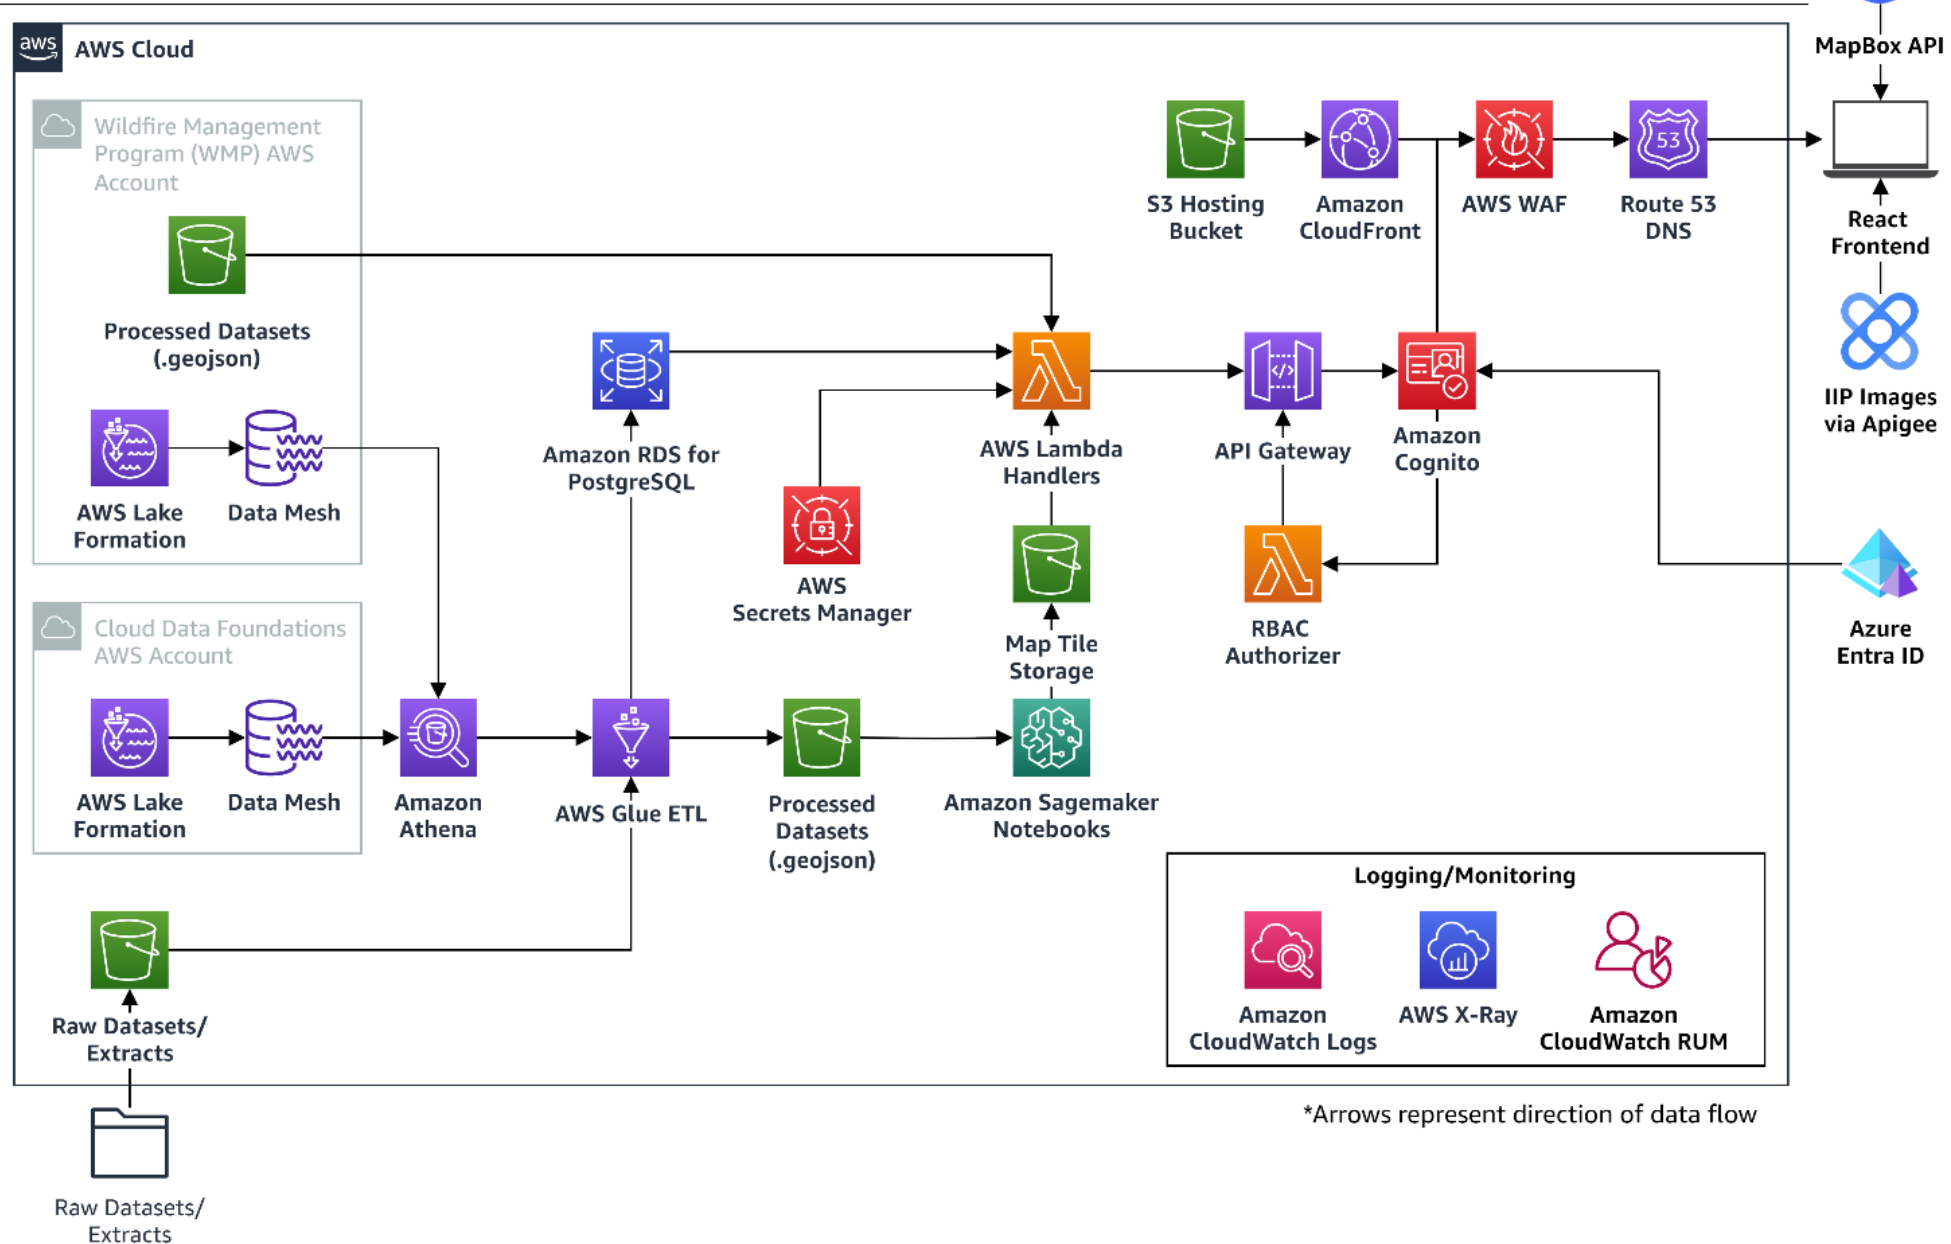 aws
AWS Cloud
MapBox API
Wildfire Management
Program (WMP) AWS
Account
53
S3 Hosting
Bucket
Amazon
CloudFront
AWS WAF
Route 53
DNS
React
Frontend
Processed Datasets
(.geojson)
</>
IIP Images
via Apigee
Amazon RDS for
PostgreSQL
AWS Lambda
Handlers
API Gateway
Amazon
Cognito
AWS Lake
Formation
Data Mesh
AWS
Secrets Manager
Cloud Data Foundations
AWS Account
Map Tile
Storage
RBAC
Authorizer
Azure
Entra ID
AWS Lake
Formation
Data Mesh
Amazon
Athena
AWS Glue ETL
Processed
Datasets
(.geojson)
Amazon Sagemaker
Notebooks
Logging/Monitoring
Amazon
CloudWatch Logs
AWS X-Ray
Amazon
CloudWatch RUM
Raw Datasets/
Extracts
*Arrows represent direction of data flow
Raw Datasets/
Extracts